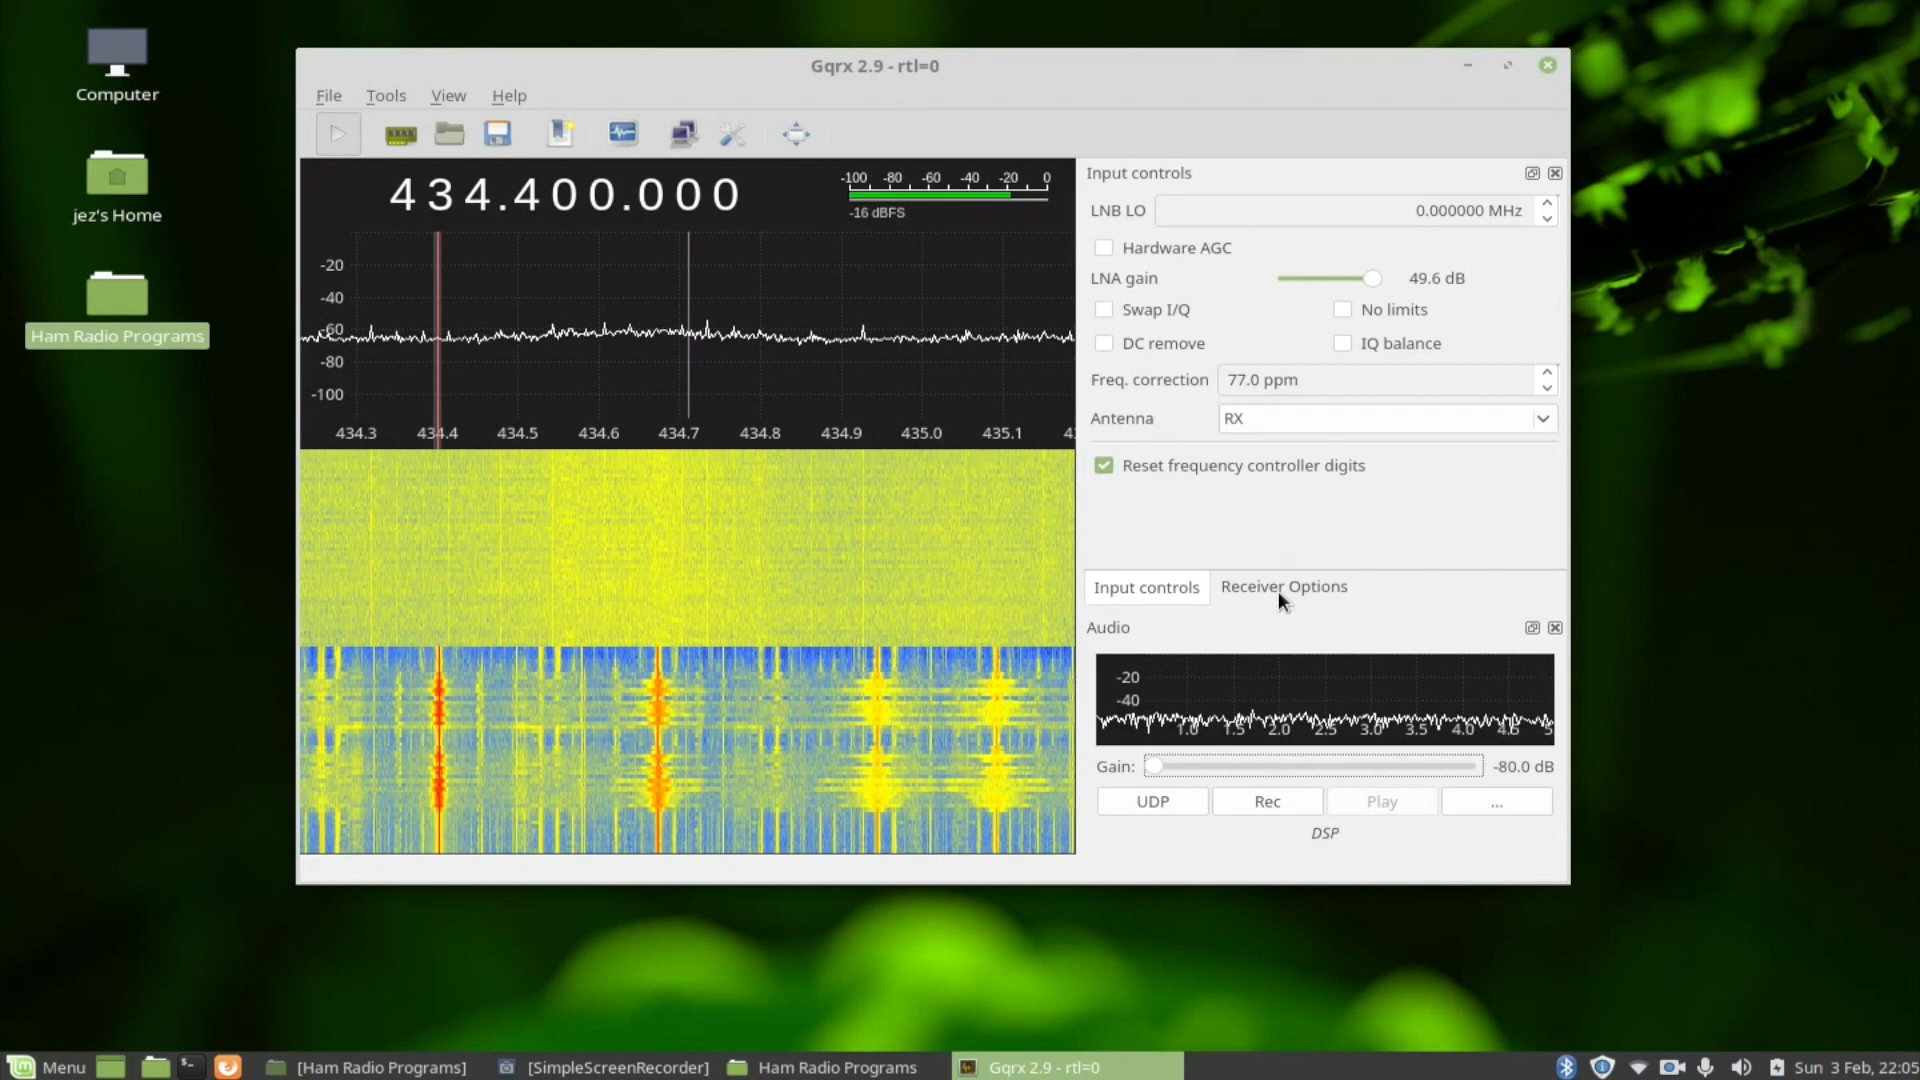 Computer
jez's Home
Ham Radio Programs
Gqrx 2.9 - rtl=0
File Tools View Help
434.400.000
-100 -80 -60 -40 -20 0
-16 dBFS
-20
-40
-60
-80
-100
434.3 434.4 434.5 434.6 434.7 434.8 434.9 435.0 435.1
Input controls
LNB LO 0.000000 MHz
Hardware AGC
LNA gain 49.6 dB
Swap I/Q No limits
DC remove IQ balance
Freq. correction 77.0 ppm
Antenna RX
Reset frequency controller digits
Input controls Receiver Options
Audio
-20
-40
1.0 1.5 2.0 2.5 3.0 3.5 4.0 4.5 5
Gain: -80.0 dB
UDP Rec Play ...
DSP
Menu [Ham Radio Programs] [SimpleScreenRecorder] Ham Radio Programs Gqrx 2.9 - rtl=0 Sun 3 Feb, 22:05